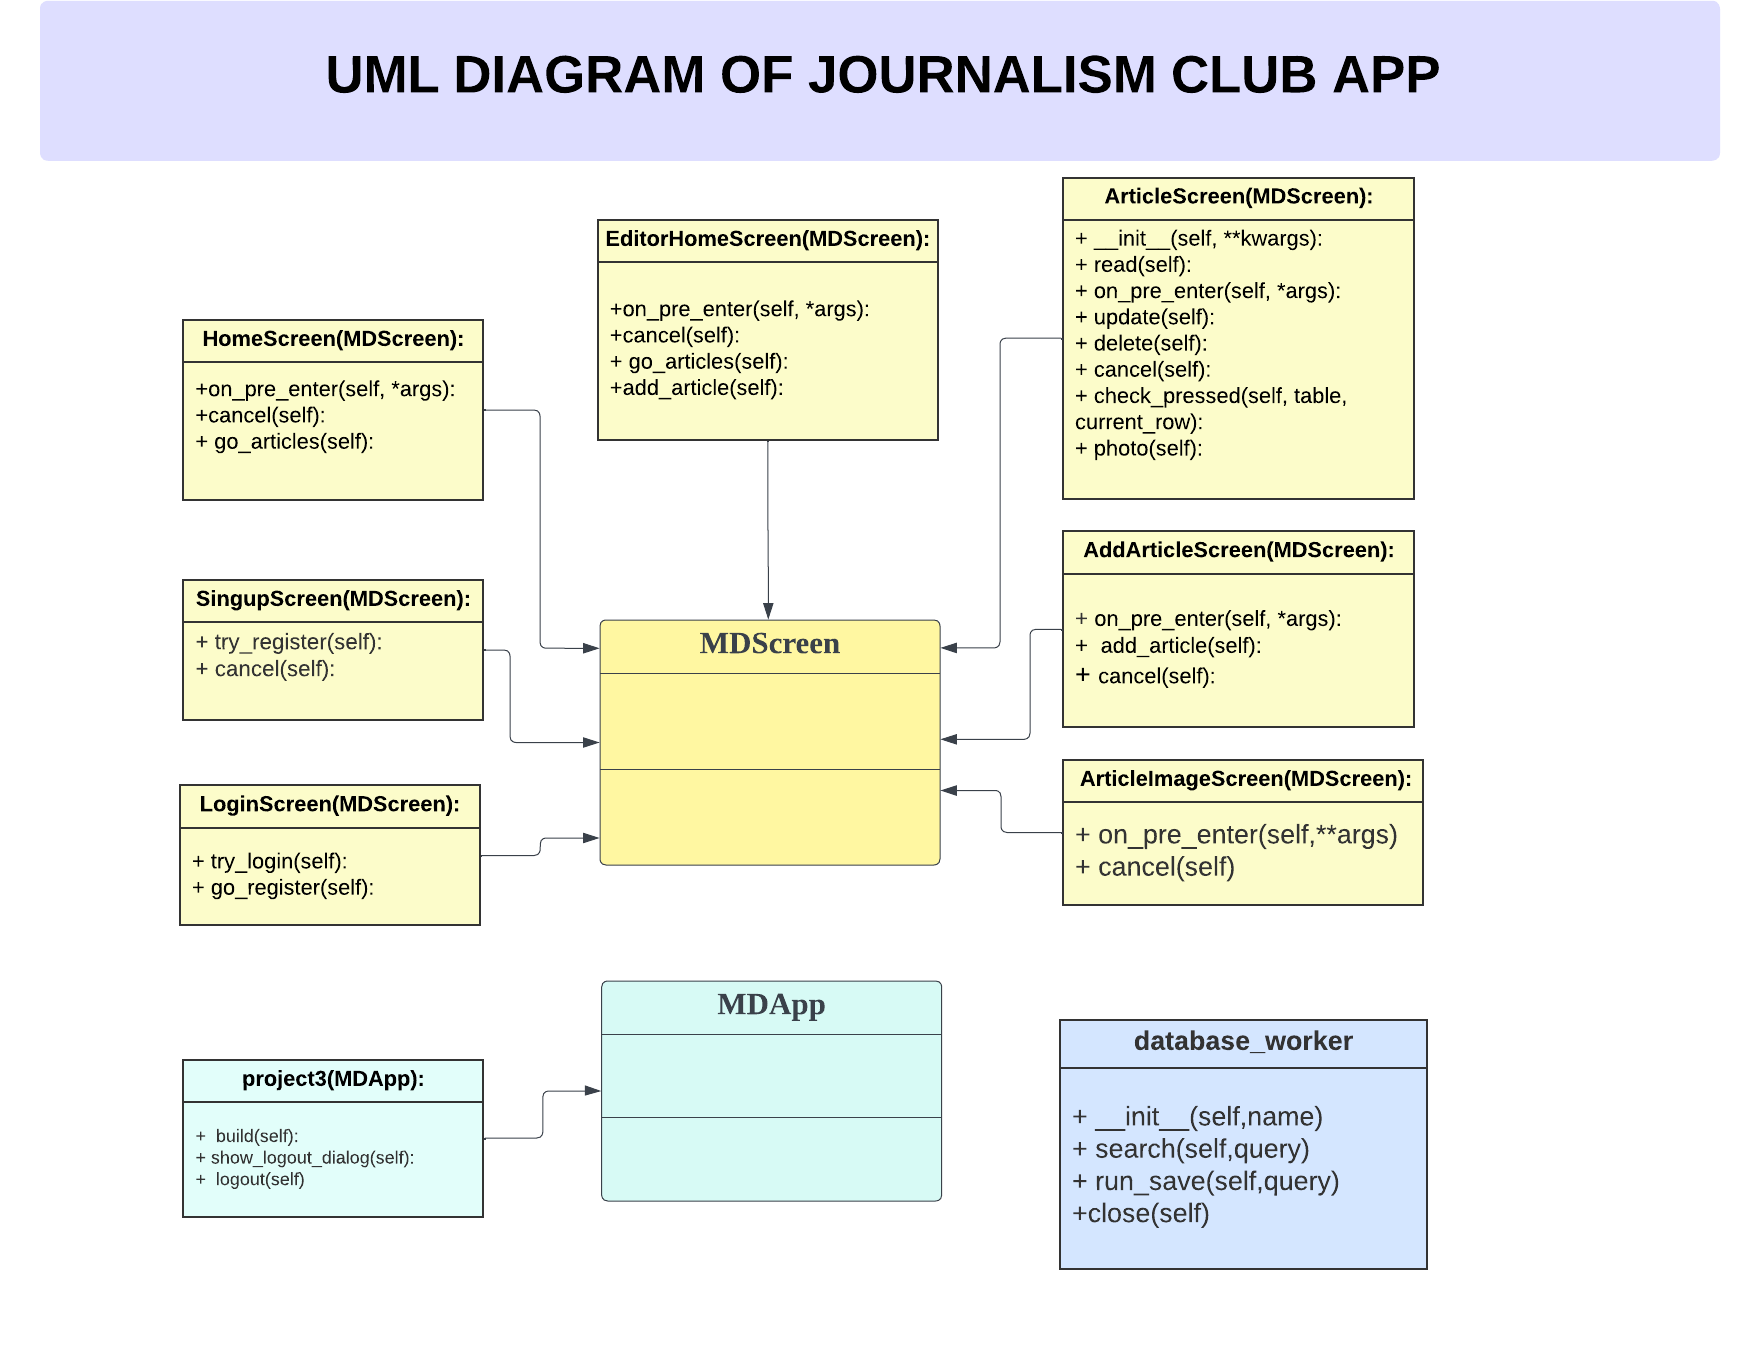 UML DIAGRAM OF JOURNALISM CLUB APP
HomeScreen(MDScreen):
+on_pre_enter(self, *args):
+cancel(self):
+ go_articles(self):
EditorHomeScreen(MDScreen):
+on_pre_enter(self, *args):
+cancel(self):
+ go_articles(self):
+add_article(self):
ArticleScreen(MDScreen):
+ __init__(self, **kwargs):
+ read(self):
+ on_pre_enter(self, *args):
+ update(self):
+ delete(self):
+ cancel(self):
+ check_pressed(self, table,
current_row):
+ photo(self):
SingupScreen(MDScreen):
+ try_register(self):
+ cancel(self):
MDScreen
AddArticleScreen(MDScreen):
+ on_pre_enter(self, *args):
+  add_article(self):
+ cancel(self):
LoginScreen(MDScreen):
+ try_login(self):
+ go_register(self):
ArticleImageScreen(MDScreen):
+ on_pre_enter(self,**args)
+ cancel(self)
project3(MDApp):
+  build(self):
+ show_logout_dialog(self):
+  logout(self)
MDApp
database_worker
+ __init__(self,name)
+ search(self,query)
+ run_save(self,query)
+close(self)